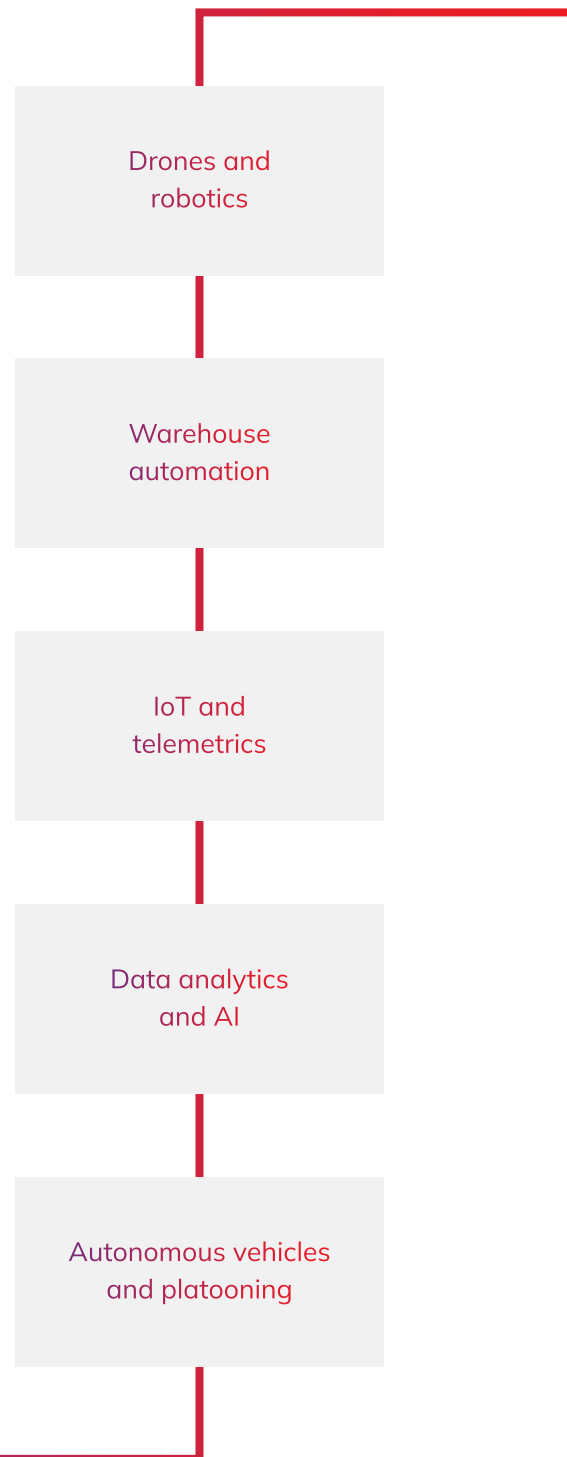 Drones and
robotics
Warehouse
automation
IoT and
telemetrics
Data analytics
and AI
Autonomous vehicles
and platooning